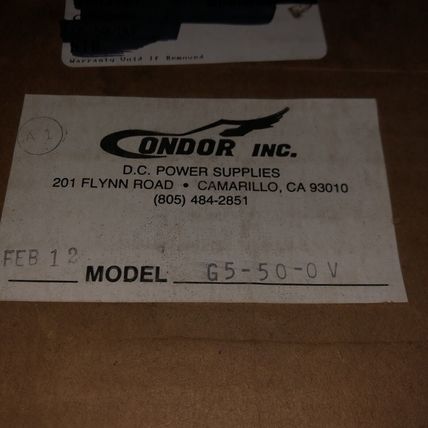 Warranty Void If Removed
A 1
CONDOR INC.
D.C. POWER SUPPLIES
201 FLYNN ROAD • CAMARILLO, CA 93010
(805) 484-2851
FEB 12
MODEL G5-50-OV